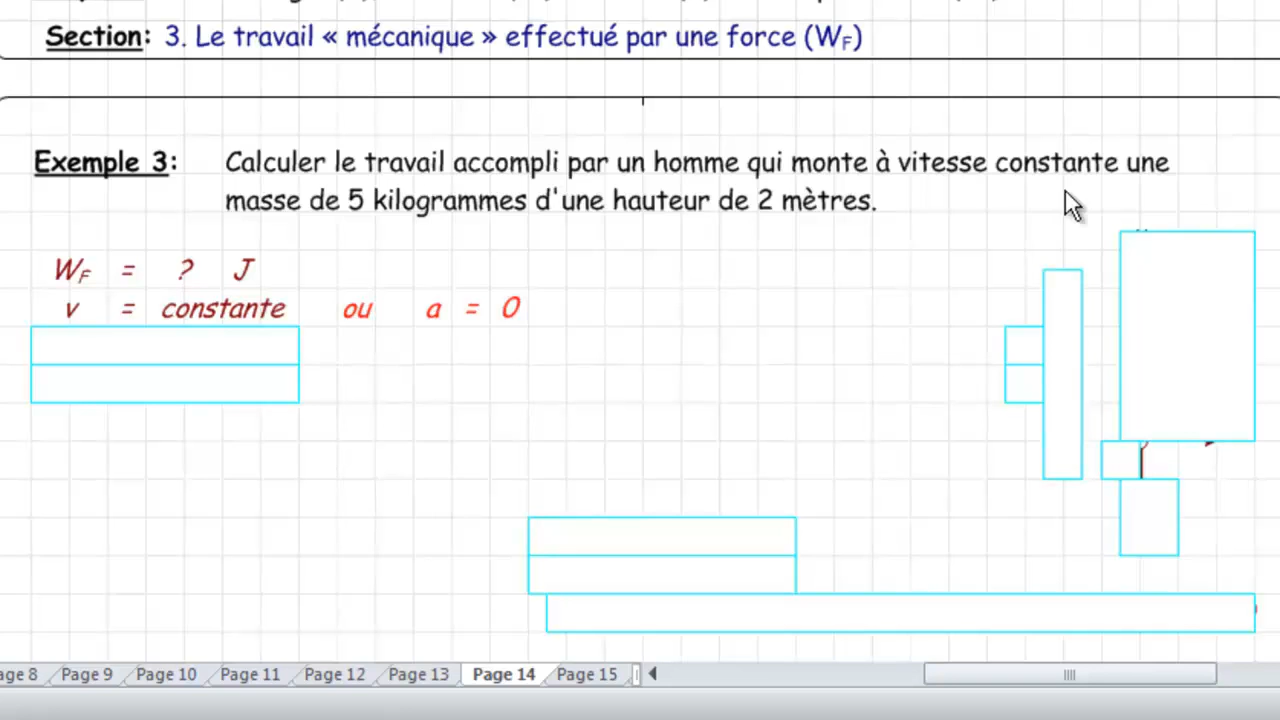 Section: 3. Le travail « mécanique » effectué par une force (WF)
Exemple 3: Calculer le travail accompli par un homme qui monte à vitesse constante une
masse de 5 kilogrammes d'une hauteur de 2 mètres.
WF = ? J
v = constante ou a = 0
age 8 Page 9 Page 10 Page 11 Page 12 Page 13 Page 14 Page 15